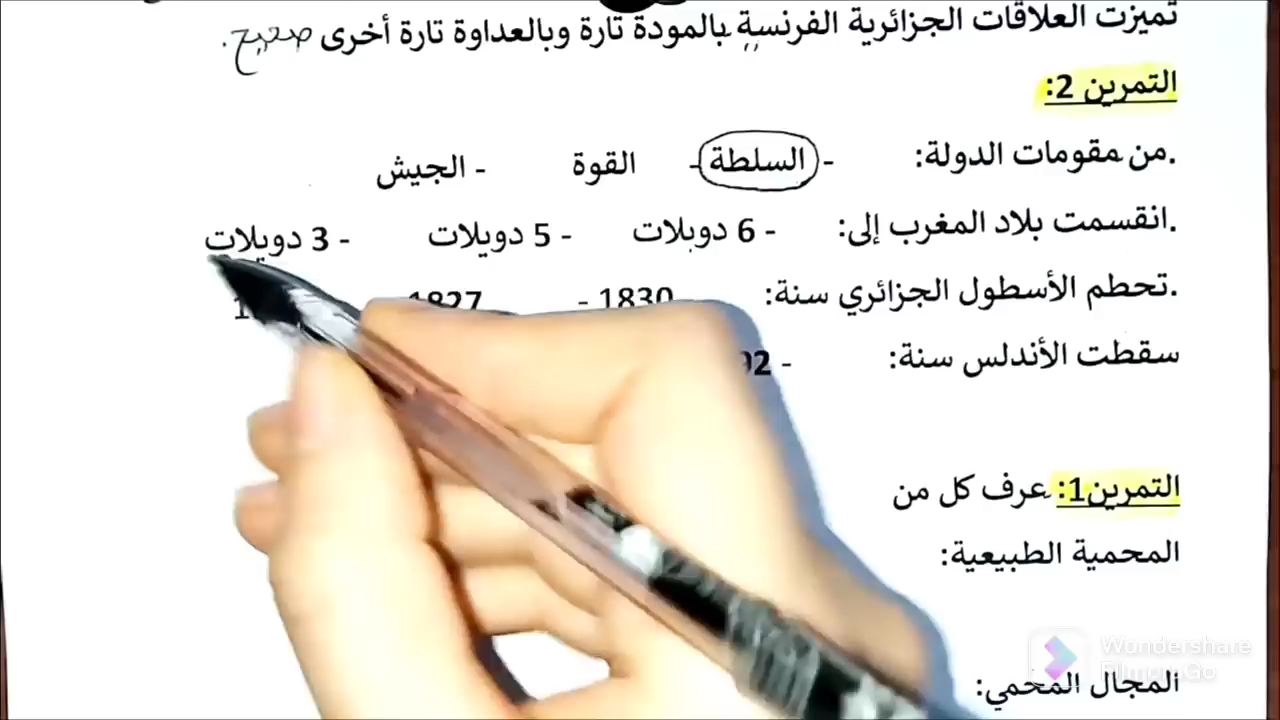 تميزت العلاقات الجزائرية الفرنسية بالمودة تارة وبالعداوة تارة أخرى صحيح.
التمرين 2:
.من مقومات الدولة: - السلطة - القوة - الجيش
.انقسمت بلاد المغرب إلى: - 6 دويلات - 5 دويلات - 3 دويلات
.تحطم الأسطول الجزائري سنة: - 1830 1827
سقطت الأندلس سنة: -
التمرين1: عرف كل من
المحمية الطبيعية:
المجال المحمي:
Wondershare
FilmoraGo